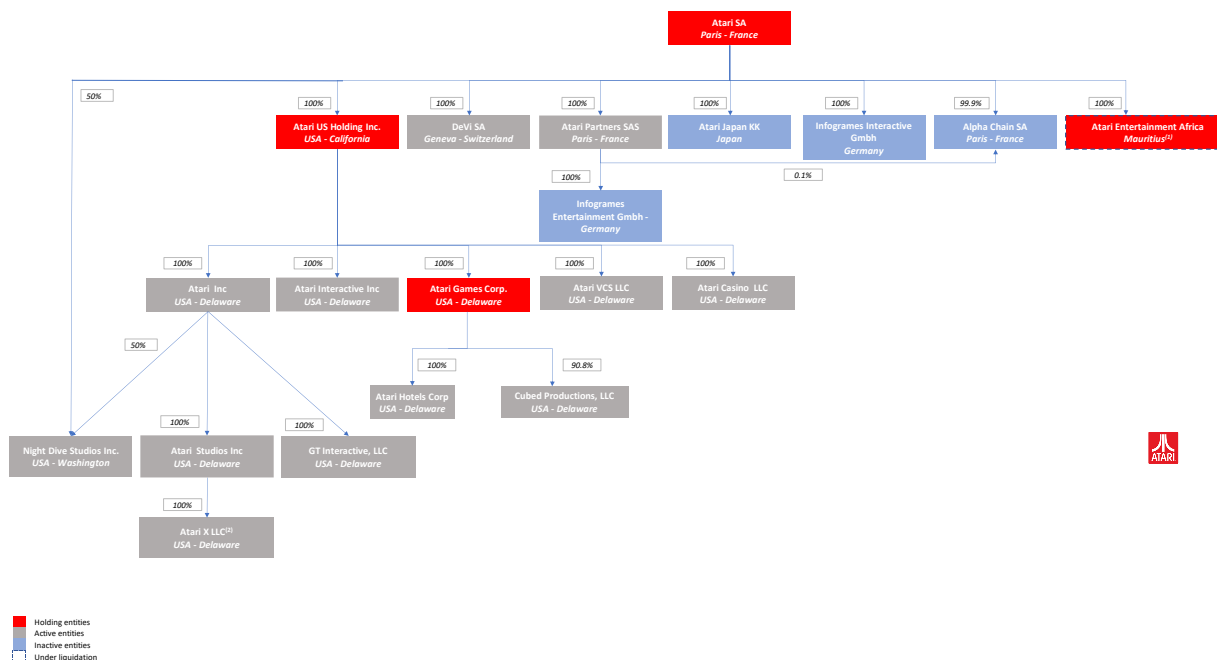 Atari SA
Paris - France
50%
100%
100%
100%
100%
100%
99.9%
100%
Atari US Holding Inc.
USA - California
DeVi SA
Geneva - Switzerland
Atari Partners SAS
Paris - France
Atari Japan KK
Japan
Infogrames Interactive
Gmbh
Germany
Alpha Chain SA
Paris - France
Atari Entertainment Africa
Mauritius(1)
100%
0.1%
Infogrames
Entertainment Gmbh -
Germany
100%
100%
100%
100%
100%
Atari Inc
USA - Delaware
Atari Interactive Inc
USA - Delaware
Atari Games Corp.
USA - Delaware
Atari VCS LLC
USA - Delaware
Atari Casino LLC
USA - Delaware
50%
100%
90.8%
Atari Hotels Corp
USA - Delaware
Cubed Productions, LLC
USA - Delaware
100%
100%
Night Dive Studios Inc.
USA - Washington
Atari Studios Inc
USA - Delaware
GT Interactive, LLC
USA - Delaware
ATARI
100%
Atari X LLC(2)
USA - Delaware
Holding entities
Active entities
Inactive entities
Under liquidation